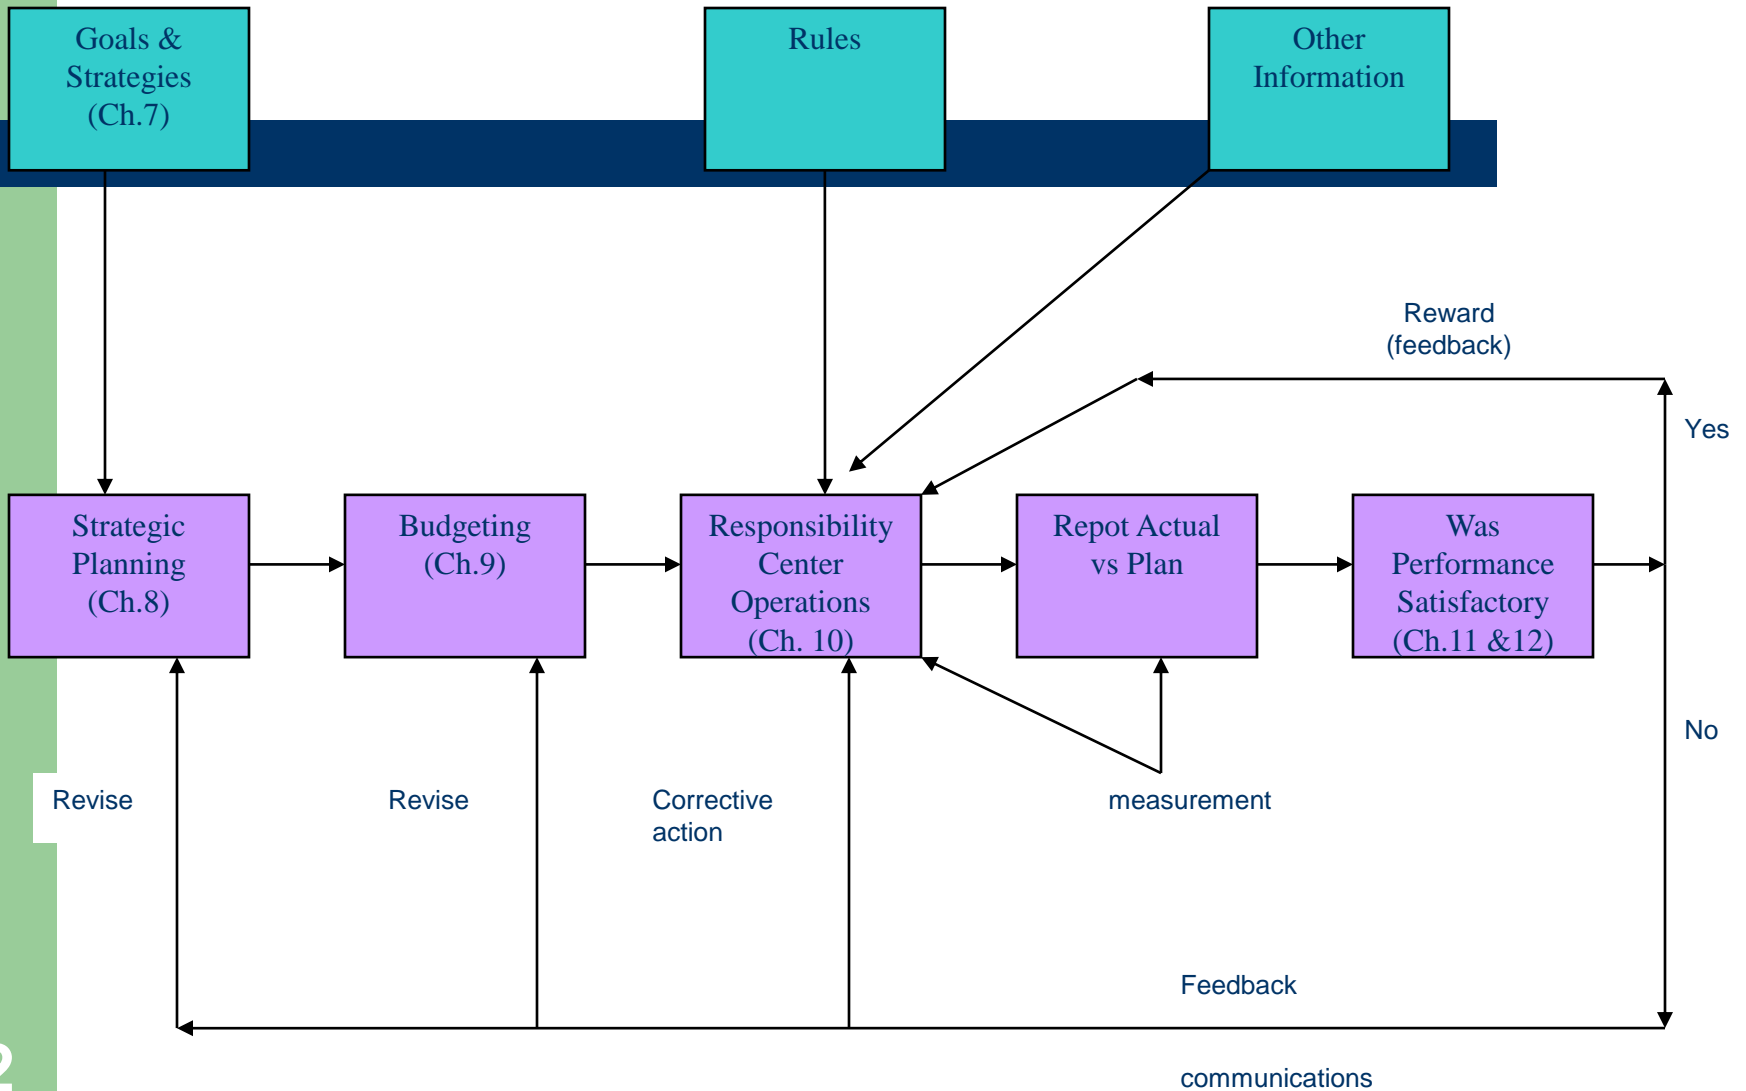 Goals &
Strategies
(Ch.7)
Rules
Other
Information
Reward
(feedback)
Yes
Strategic
Planning
(Ch.8)
Budgeting
(Ch.9)
Responsibility
Center
Operations
(Ch. 10)
Repot Actual
vs Plan
Was
Performance
Satisfactory
(Ch.11 &12)
No
Revise
Revise
Corrective
action
measurement
Feedback
communications
2